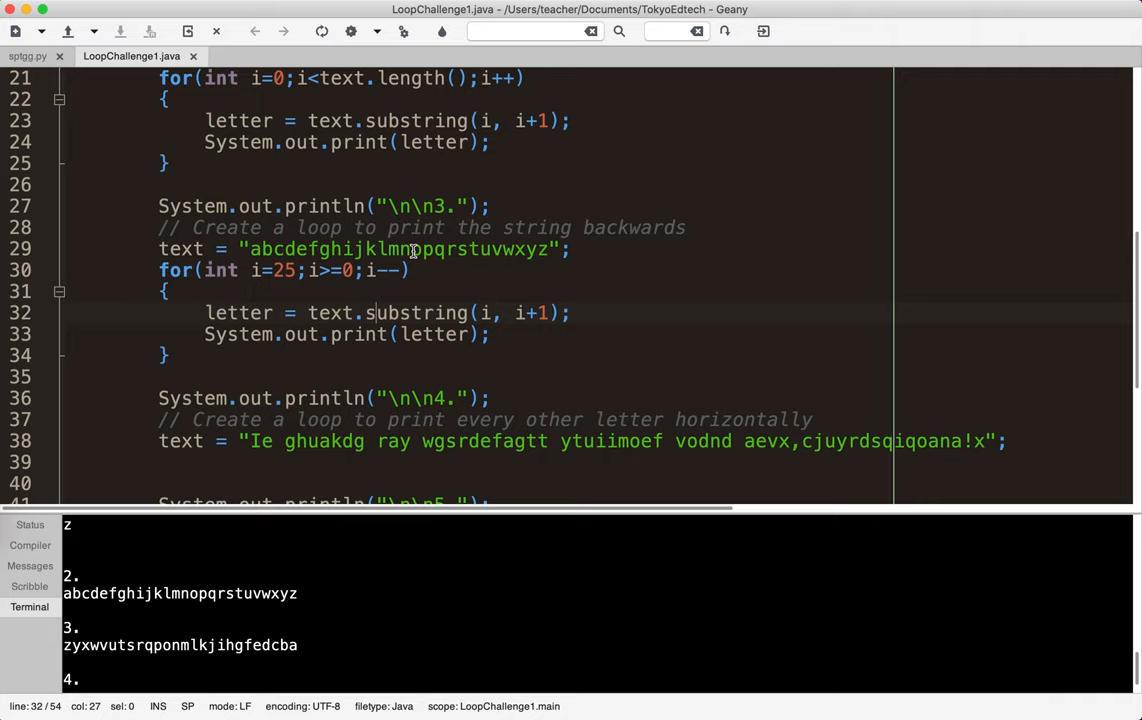 LoopChallenge1.java - /Users/teacher/Documents/TokyoEdtech - Geany
sptgg.py LoopChallenge1.java
21 for(int i=0;i<text.length();i++)
22 {
23 letter = text.substring(i, i+1);
24 System.out.print(letter);
25 }
26
27 System.out.println("\n\n3.");
28 // Create a loop to print the string backwards
29 text = "abcdefghijklmnopqrstuvwxyz";
30 for(int i=25;i>=0;i--)
31 {
32 letter = text.substring(i, i+1);
33 System.out.print(letter);
34 }
35
36 System.out.println("\n\n4.");
37 // Create a loop to print every other letter horizontally
38 text = "Ie ghuakdg ray wgsrdefagtt ytuiimoef vodnd aevx,cjuyrdsqiqoana!x";
39
40
41 System.out.println("\n\n5.");
Status
Compiler
Messages
Scribble
Terminal
z
2.
abcdefghijklmnopqrstuvwxyz
3.
zyxwvutsrqponmlkjihgfedcba
4.
line: 32 / 54 col: 27 sel: 0 INS SP mode: LF encoding: UTF-8 filetype: Java scope: LoopChallenge1.main